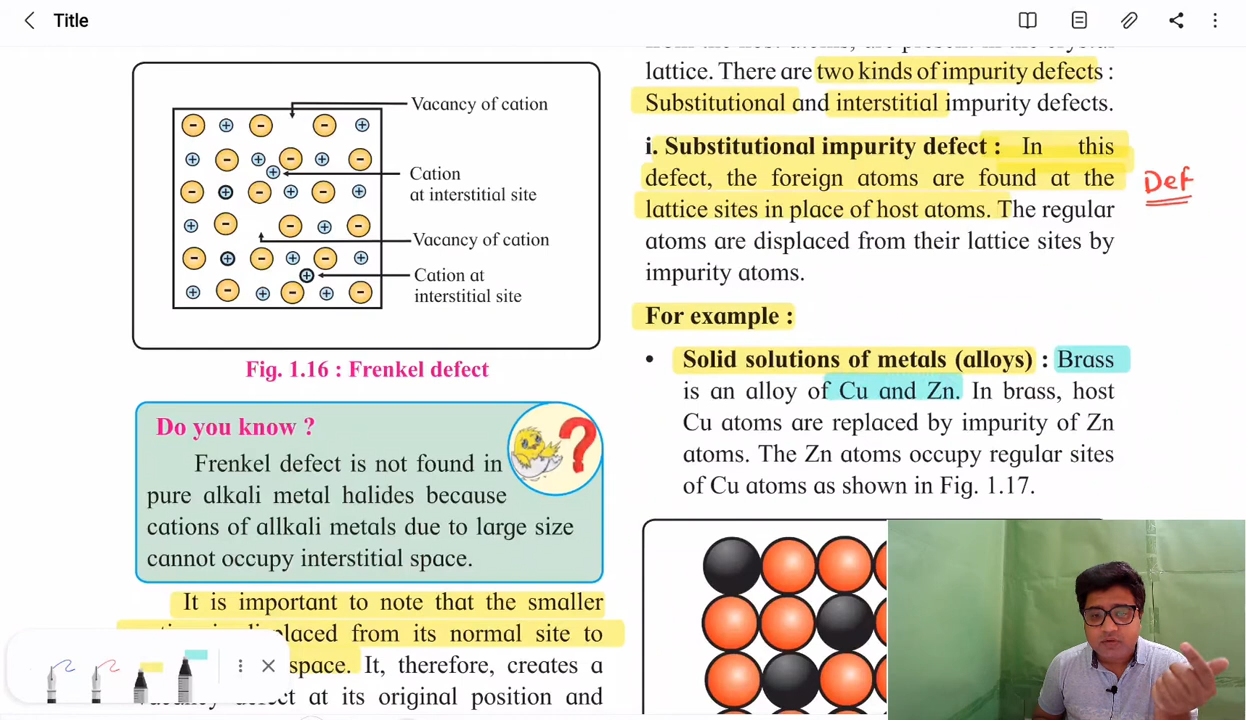 Title
Vacancy of cation
Cation
at interstitial site
Vacancy of cation
Cation at
interstitial site
Fig. 1.16 : Frenkel defect
Do you know ?
Frenkel defect is not found in
pure alkali metal halides because
cations of allkali metals due to large size
cannot occupy interstitial space.
It is important to note that the smaller
displaced from its normal site to
space. It, therefore, creates a
at its original position and
lattice. There are two kinds of impurity defects :
Substitutional and interstitial impurity defects.
i. Substitutional impurity defect : In this
defect, the foreign atoms are found at the
lattice sites in place of host atoms. The regular
atoms are displaced from their lattice sites by
impurity atoms.
Def
For example :
• Solid solutions of metals (alloys) : Brass
is an alloy of Cu and Zn. In brass, host
Cu atoms are replaced by impurity of Zn
atoms. The Zn atoms occupy regular sites
of Cu atoms as shown in Fig. 1.17.